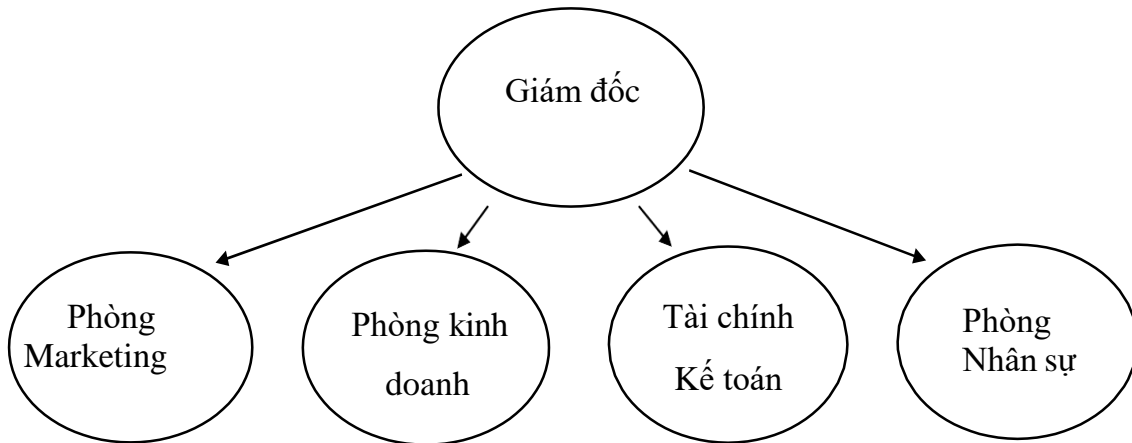 Giám đốc
Phòng
Marketing
Phòng kinh
doanh
Tài chính
Kế toán
Phòng
Nhân sự